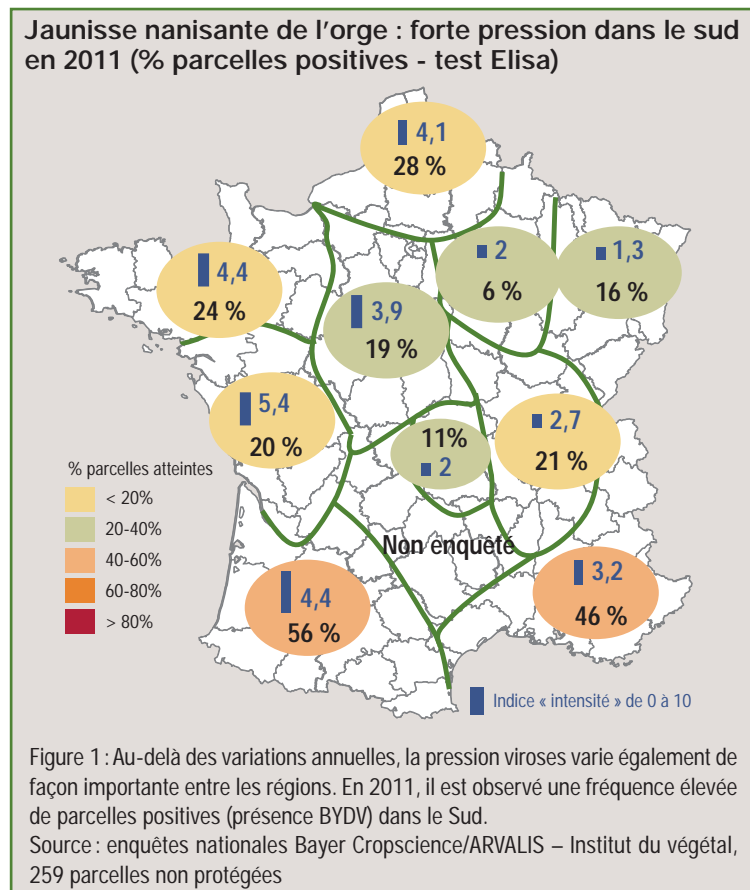 Jaunisse nanisante de l'orge : forte pression dans le sud
en 2011 (% parcelles positives - test Elisa)
4,1
28 %
2
6 %
1,3
16 %
4,4
24 %
3,9
19 %
5,4
20 %
11%
2
2,7
21 %
% parcelles atteintes
< 20%
20-40%
40-60%
60-80%
> 80%
Non enquêté
4,4
56 %
3,2
46 %
Indice « intensité » de 0 à 10
Figure 1 : Au-delà des variations annuelles, la pression viroses varie également de
façon importante entre les régions. En 2011, il est observé une fréquence élevée
de parcelles positives (présence BYDV) dans le Sud.
Source : enquêtes nationales Bayer Cropscience/ARVALIS – Institut du végétal,
259 parcelles non protégées